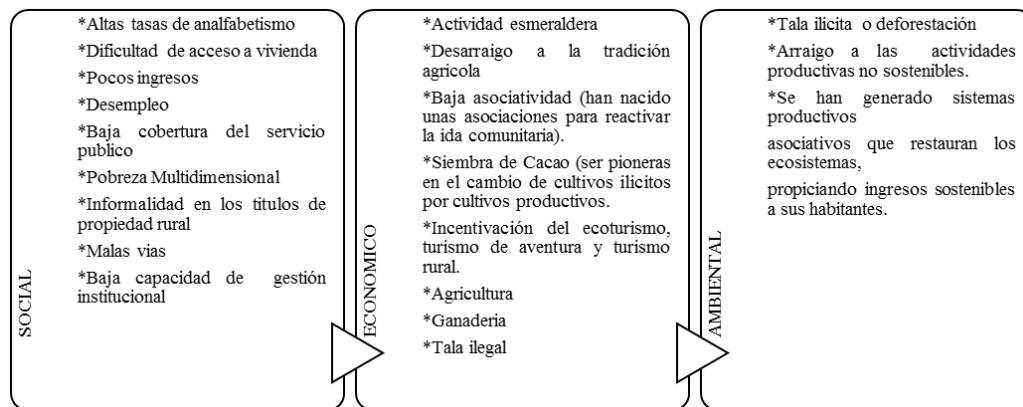 SOCIAL
*Altas tasas de analfabetismo
*Dificultad de acceso a vivienda
*Pocos ingresos
*Desempleo
*Baja cobertura del servicio
publico
*Pobreza Multidimensional
*Informalidad en los titulos de
propiedad rural
*Malas vias
*Baja capacidad de gestión
institucional
ECONOMICO
*Actividad esmeraldera
*Desarraigo a la tradición
agricola
*Baja asociatividad (han nacido
unas asociaciones para reactivar
la ida comunitaria).
*Siembra de Cacao (ser pioneras
en el cambio de cultivos ilicitos
por cultivos productivos.
*Incentivación del ecoturismo,
turismo de aventura y turismo
rural.
*Agricultura
*Ganaderia
*Tala ilegal
AMBIENTAL
*Tala ilicita o deforestación
*Arraigo a las actividades
productivas no sostenibles.
*Se han generado sistemas
productivos
asociativos que restauran los
ecosistemas,
propiciando ingresos sostenibles
a sus habitantes.